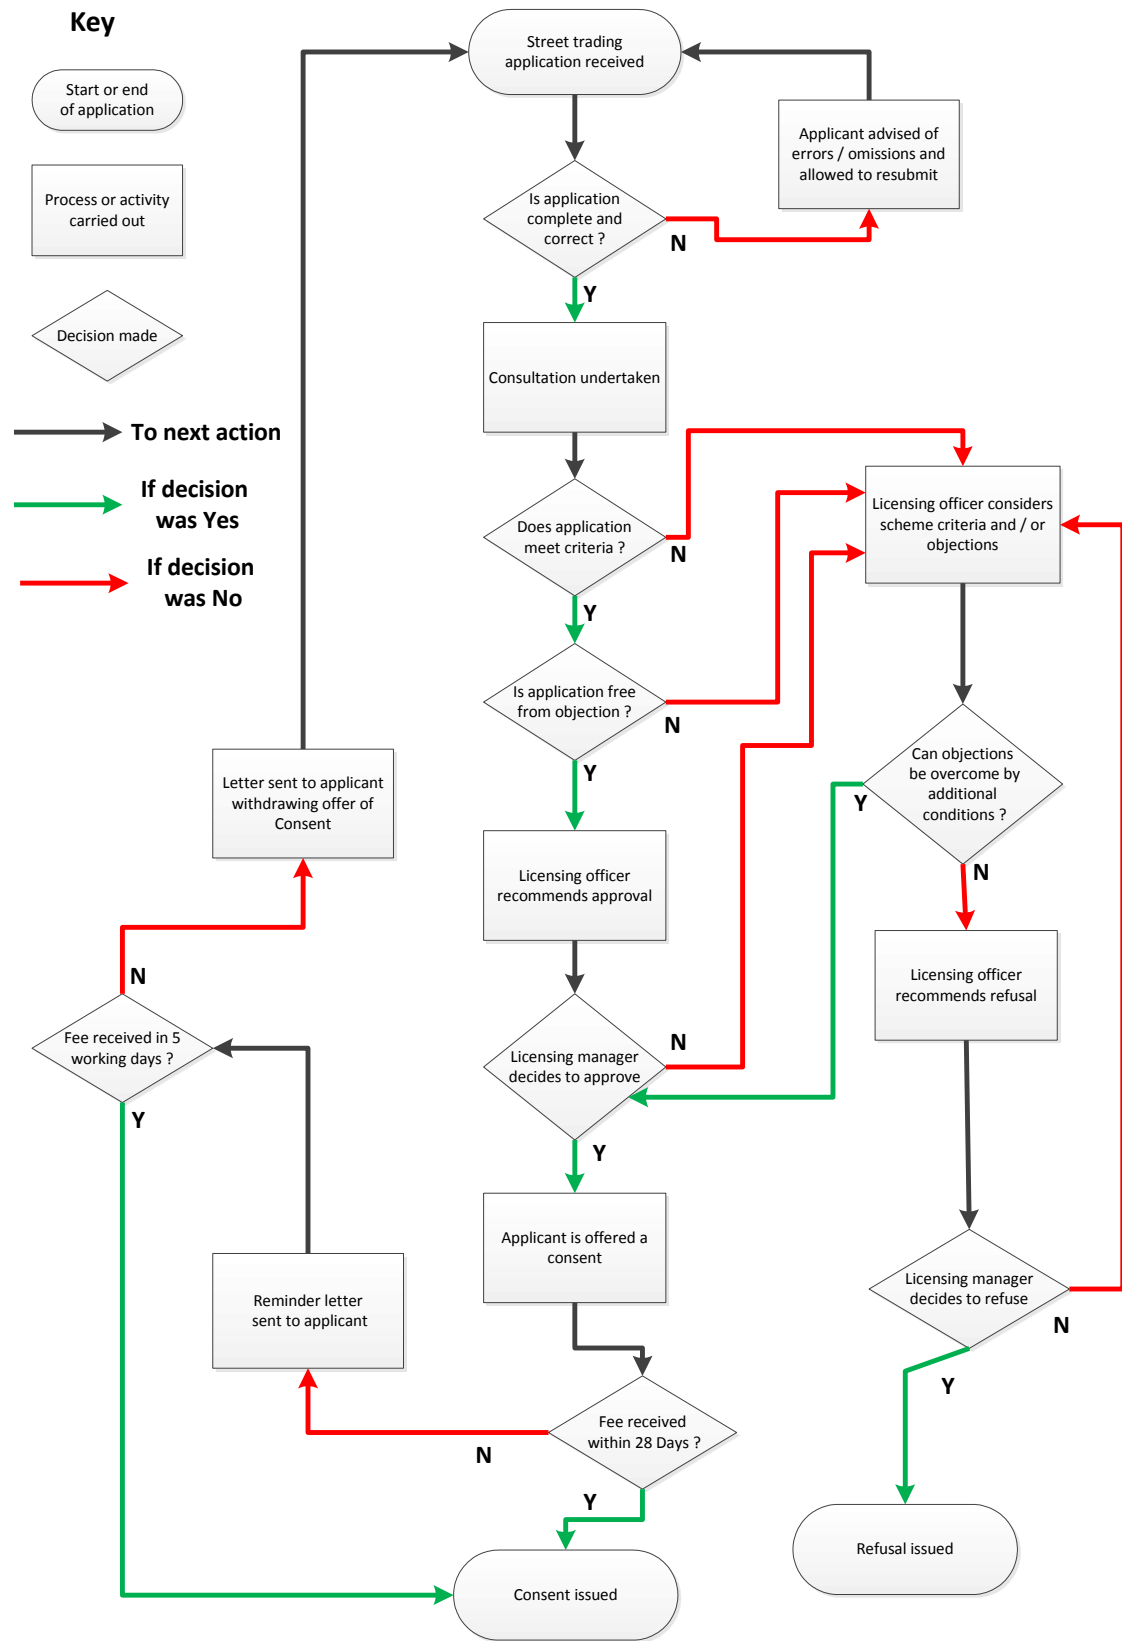 Key
Start or end
of application
Process or activity
carried out
Decision made
To next action
If decision
was Yes
If decision
was No
Street trading
application received
Applicant advised of
errors / omissions and
allowed to resubmit
Is application
complete and
correct ?
N
Y
Consultation undertaken
Does application
meet criteria ?
N
Y
Licensing officer considers
scheme criteria and / or
objections
Is application free
from objection ?
N
Y
Can objections
be overcome by
additional
conditions ?
Y
N
Letter sent to applicant
withdrawing offer of
Consent
Licensing officer
recommends approval
Licensing officer
recommends refusal
N
Fee received in 5
working days ?
Y
Licensing manager
decides to approve
N
Y
Applicant is offered a
consent
Licensing manager
decides to refuse
N
Y
Reminder letter
sent to applicant
Fee received
within 28 Days ?
N
Y
Refusal issued
Consent issued